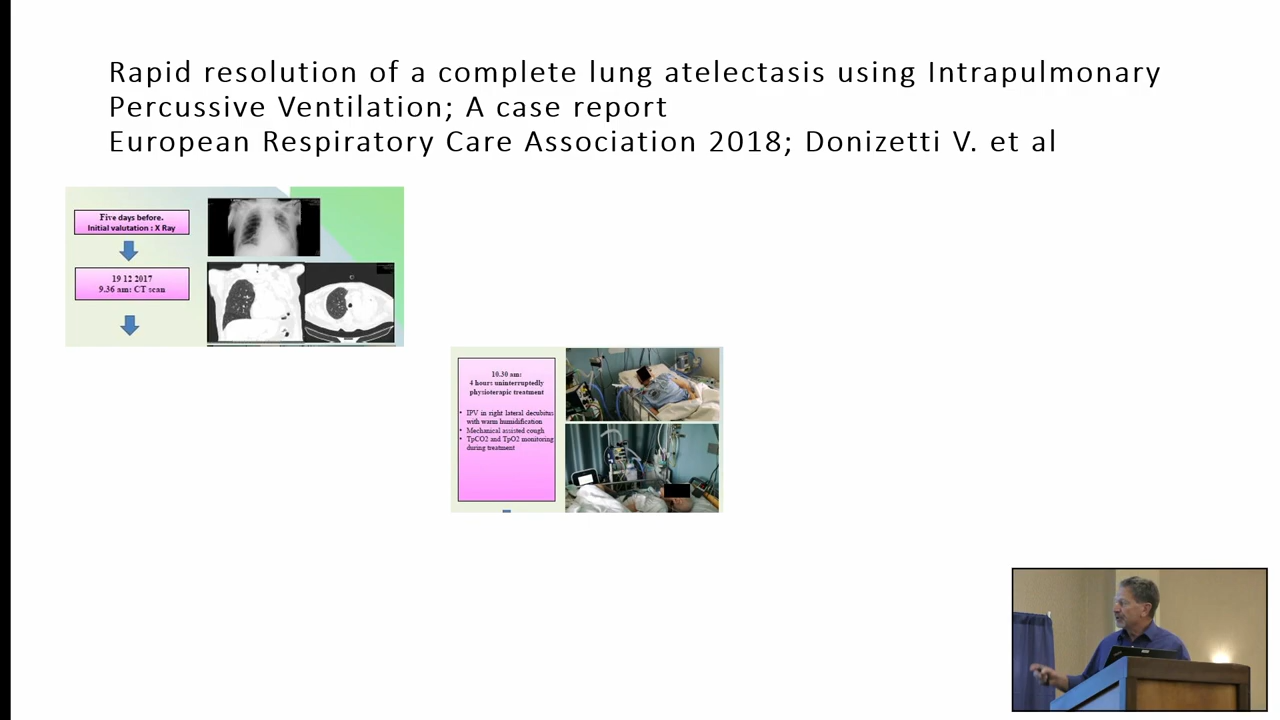 Rapid resolution of a complete lung atelectasis using Intrapulmonary
Percussive Ventilation; A case report
European Respiratory Care Association 2018; Donizetti V. et al
Five days before.
Initial valutation : X Ray
19 12 2017
9.36 am: CT scan
10.30 am:
4 hours uninterruptedly
physioterapic treatment
• IPV in right lateral decubitus
with warm humidification
• Mechanical assisted cough
• TpCO2 and TpO2 monitoring
during treatment